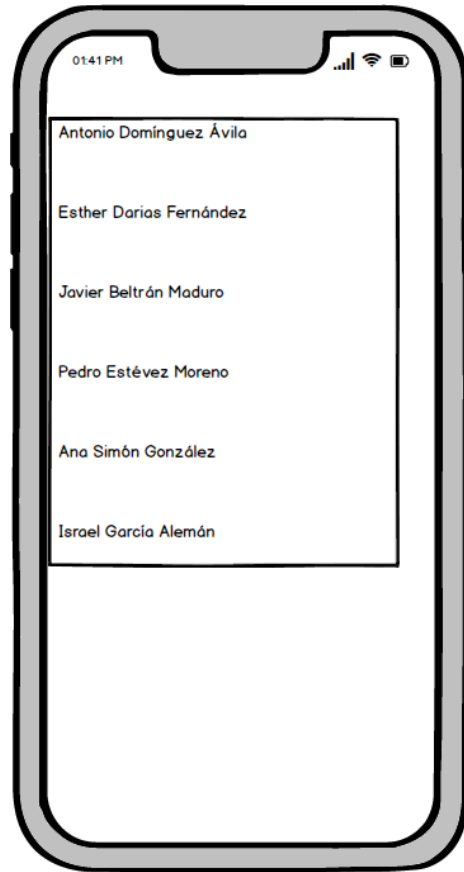 01:41 PM
Antonio Domínguez Ávila
Esther Darias Fernández
Javier Beltrán Maduro
Pedro Estévez Moreno
Ana Simón González
Israel García Alemán